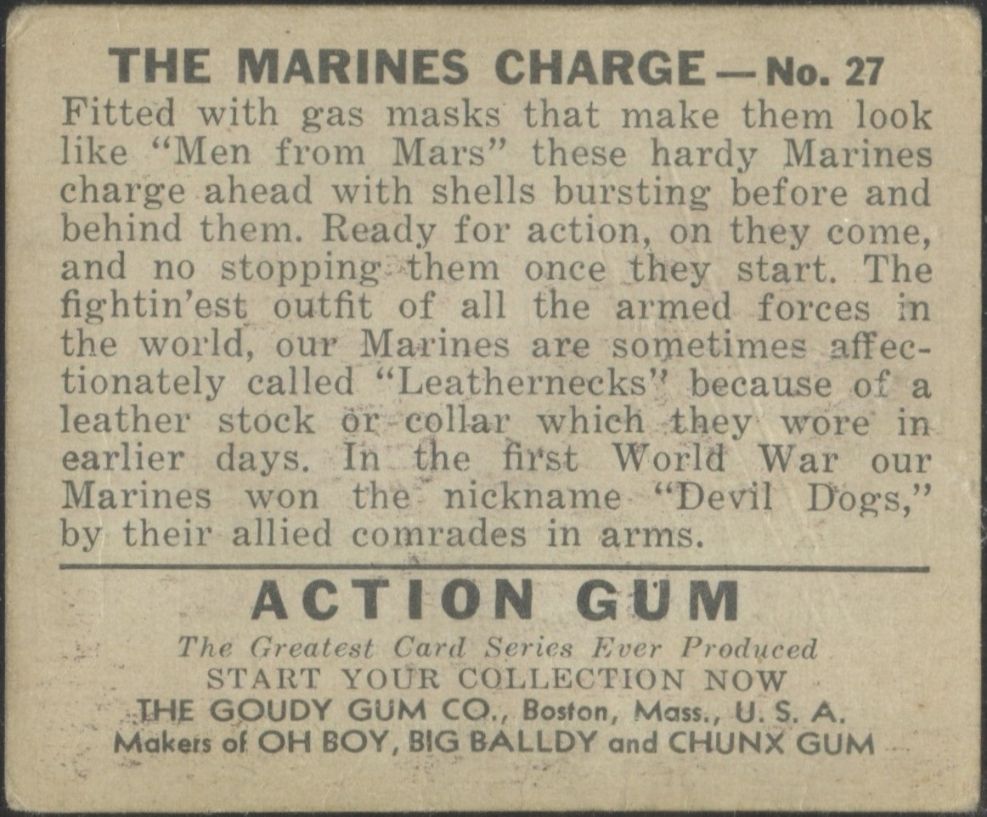 THE MARINES CHARGE — No. 27
Fitted with gas masks that make them look
like “Men from Mars” these hardy Marines
charge ahead with shells bursting before and
behind them. Ready for action, on they come,
and no stopping them once they start. The
fightin'est outfit of all the armed forces in
the world, our Marines are sometimes affec-
tionately called “Leathernecks” because of a
leather stock or collar which they wore in
earlier days. In the first World War our
Marines won the nickname “Devil Dogs,”
by their allied comrades in arms.
ACTION GUM
The Greatest Card Series Ever Produced
START YOUR COLLECTION NOW
THE GOUDY GUM CO., Boston, Mass., U. S. A.
Makers of OH BOY, BIG BALLDY and CHUNX GUM